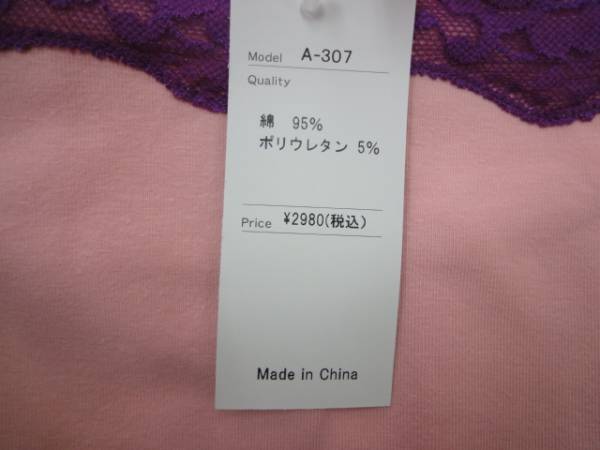 Model A-307
Quality
綿 95%
ポリウレタン 5%
Price ¥2980(税込)
Made in China